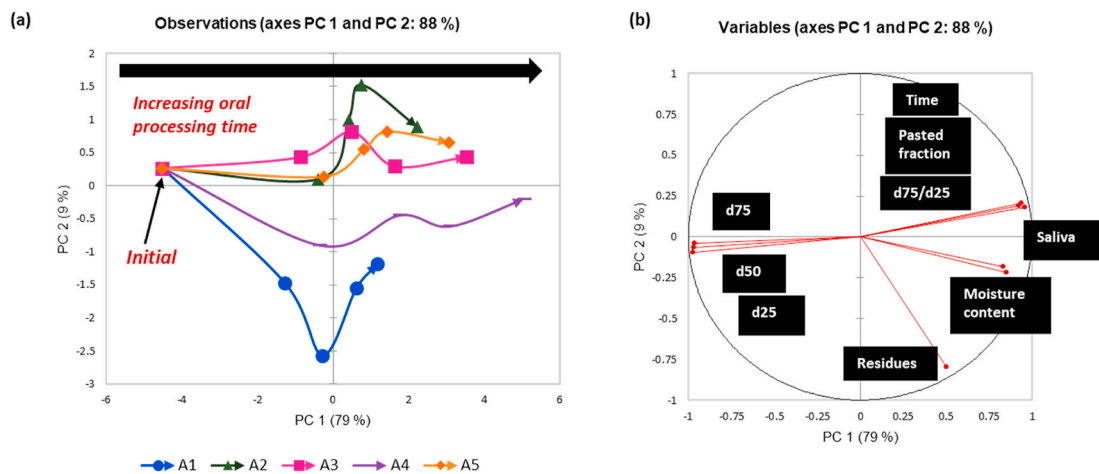 (a)
Observations (axes PC 1 and PC 2: 88 %)
2
1.5
1
0.5
0
-0.5
-1
-1.5
-2
-2.5
-3
PC 2 (9 %)
Increasing oral
processing time
Initial
-6 -4 -2 0 2 4 6
PC 1 (79 %)
A1 A2 A3 A4 A5
(b)
Variables (axes PC 1 and PC 2: 88 %)
1
0.75
0.5
0.25
0
-0.25
-0.5
-0.75
-1
PC 2 (9 %)
Time
Pasted
fraction
d75/d25
d75
Saliva
d50
Moisture
content
d25
Residues
-1 -0.75 -0.5 -0.25 0 0.25 0.5 0.75 1
PC 1 (79 %)